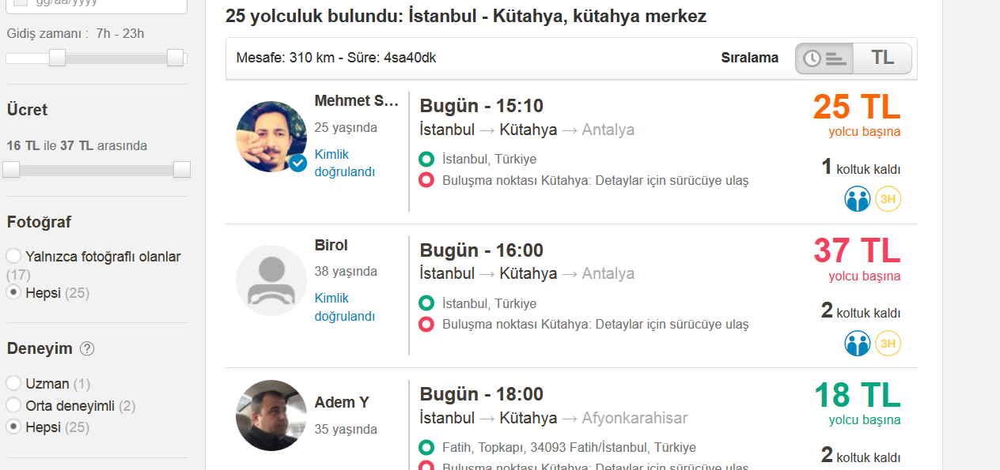 gg/aa/yyyy
Gidiş zamanı : 7h - 23h
Ücret
16 TL ile 37 TL arasında
Fotoğraf
Yalnızca fotoğraflı olanlar
(17)
Hepsi (25)
Deneyim ?
Uzman (1)
Orta deneyimli (2)
Hepsi (25)
25 yolculuk bulundu: İstanbul - Kütahya, kütahya merkez
Mesafe: 310 km - Süre: 4sa40dk
Sıralama
TL
Mehmet S...
25 yaşında
Kimlik
doğrulandı
Bugün - 15:10
İstanbul → Kütahya → Antalya
İstanbul, Türkiye
Buluşma noktası Kütahya: Detaylar için sürücüye ulaş
25 TL
yolcu başına
1 koltuk kaldı
3H
Birol
38 yaşında
Kimlik
doğrulandı
Bugün - 16:00
İstanbul → Kütahya → Antalya
İstanbul, Türkiye
Buluşma noktası Kütahya: Detaylar için sürücüye ulaş
37 TL
yolcu başına
2 koltuk kaldı
3H
Adem Y
35 yaşında
Bugün - 18:00
İstanbul → Kütahya → Afyonkarahisar
Fatih, Topkapı, 34093 Fatih/İstanbul, Türkiye
Buluşma noktası Kütahya: Detaylar için sürücüye ulaş
18 TL
yolcu başına
2 koltuk kaldı